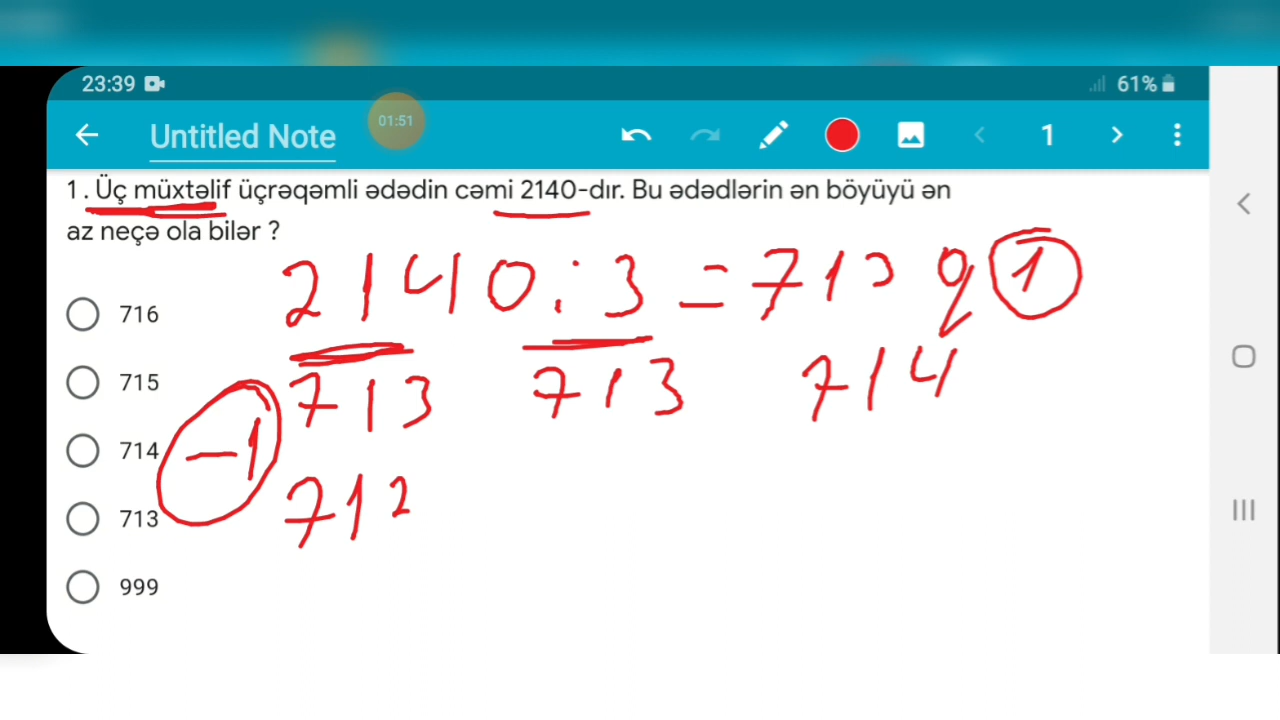 23:39 61%
01:51
Untitled Note 1
1. Üç müxtəlif üçrəqəmli ədədin cəmi 2140-dır. Bu ədədlərin ən böyüyü ən
az neçə ola bilər ?
2140:3=713 q 1
716
713 713 714
715
-1
714
712
713
999